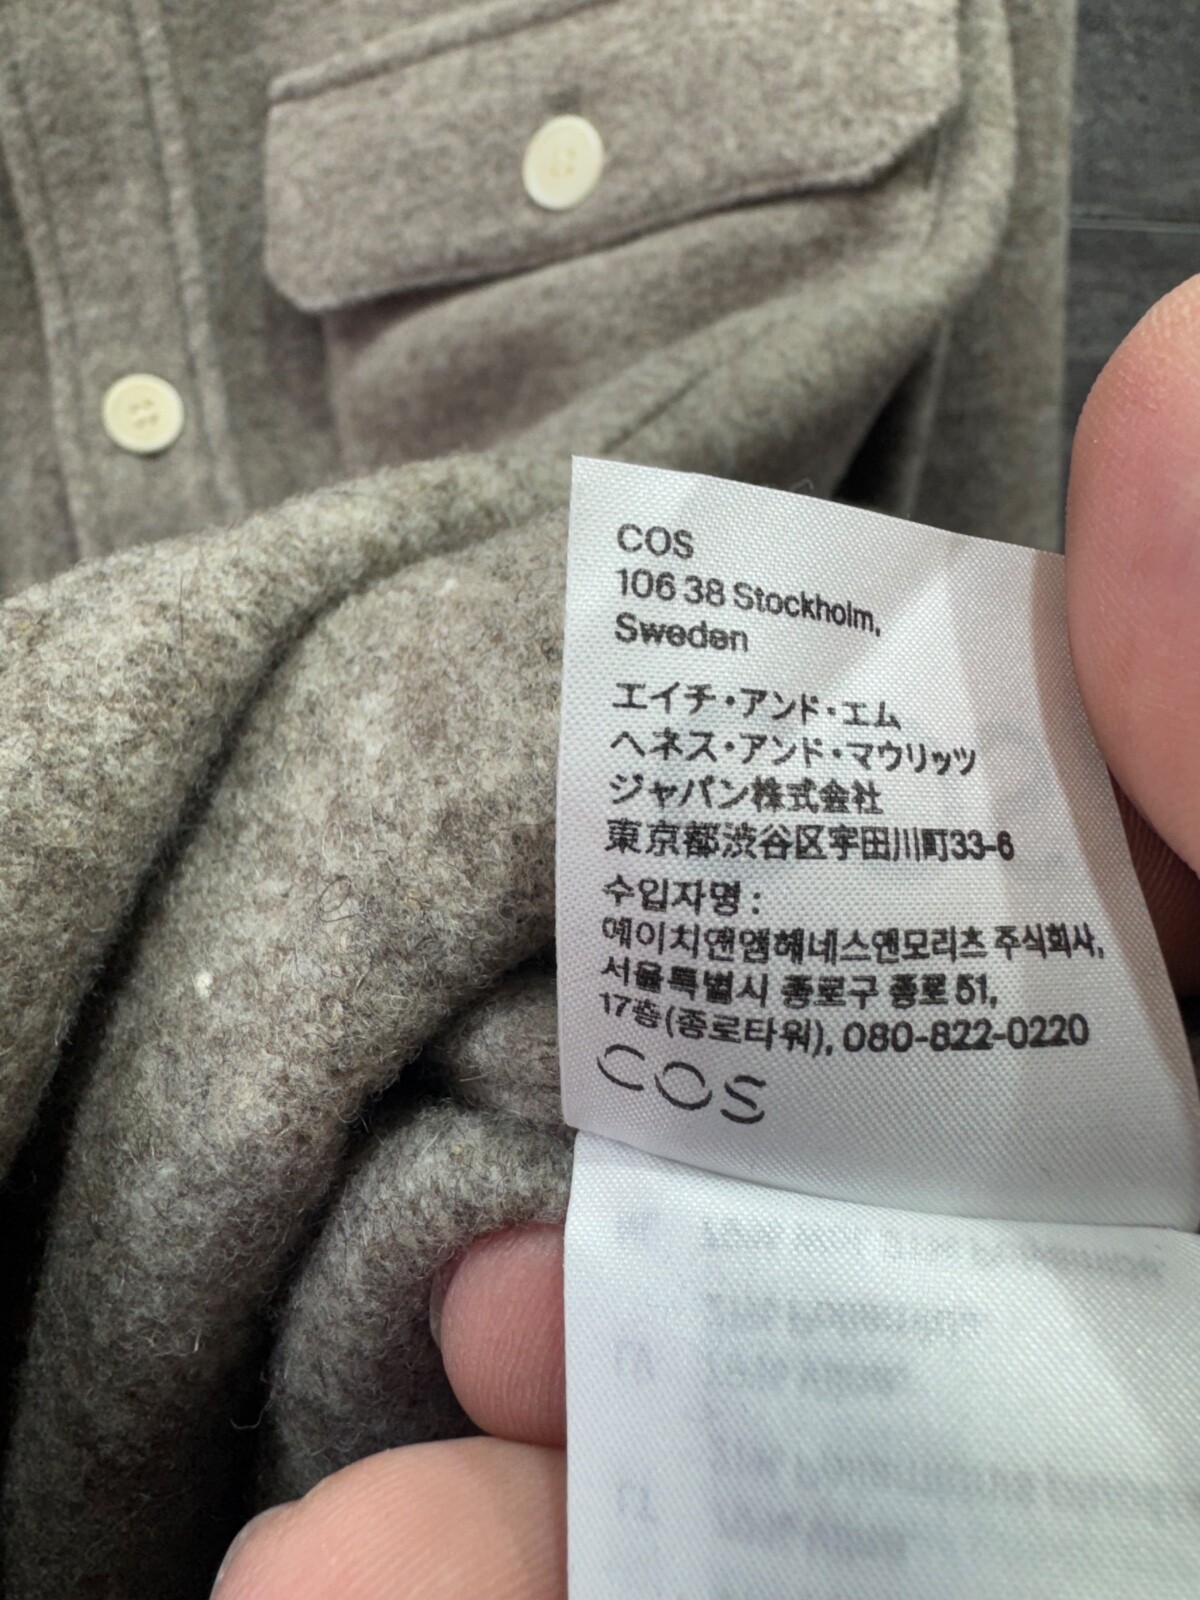 COS
106 38 Stockholm,
Sweden
エイチ・アンド・エム
ヘネス・アンド・マウリッツ
ジャパン株式会社
東京都渋谷区宇田川町33-6
수입자명 :
에이치앤엠헤네스앤모리츠 주식회사,
서울특별시 종로구 종로 51,
17층(종로타워), 080-822-0220
COS